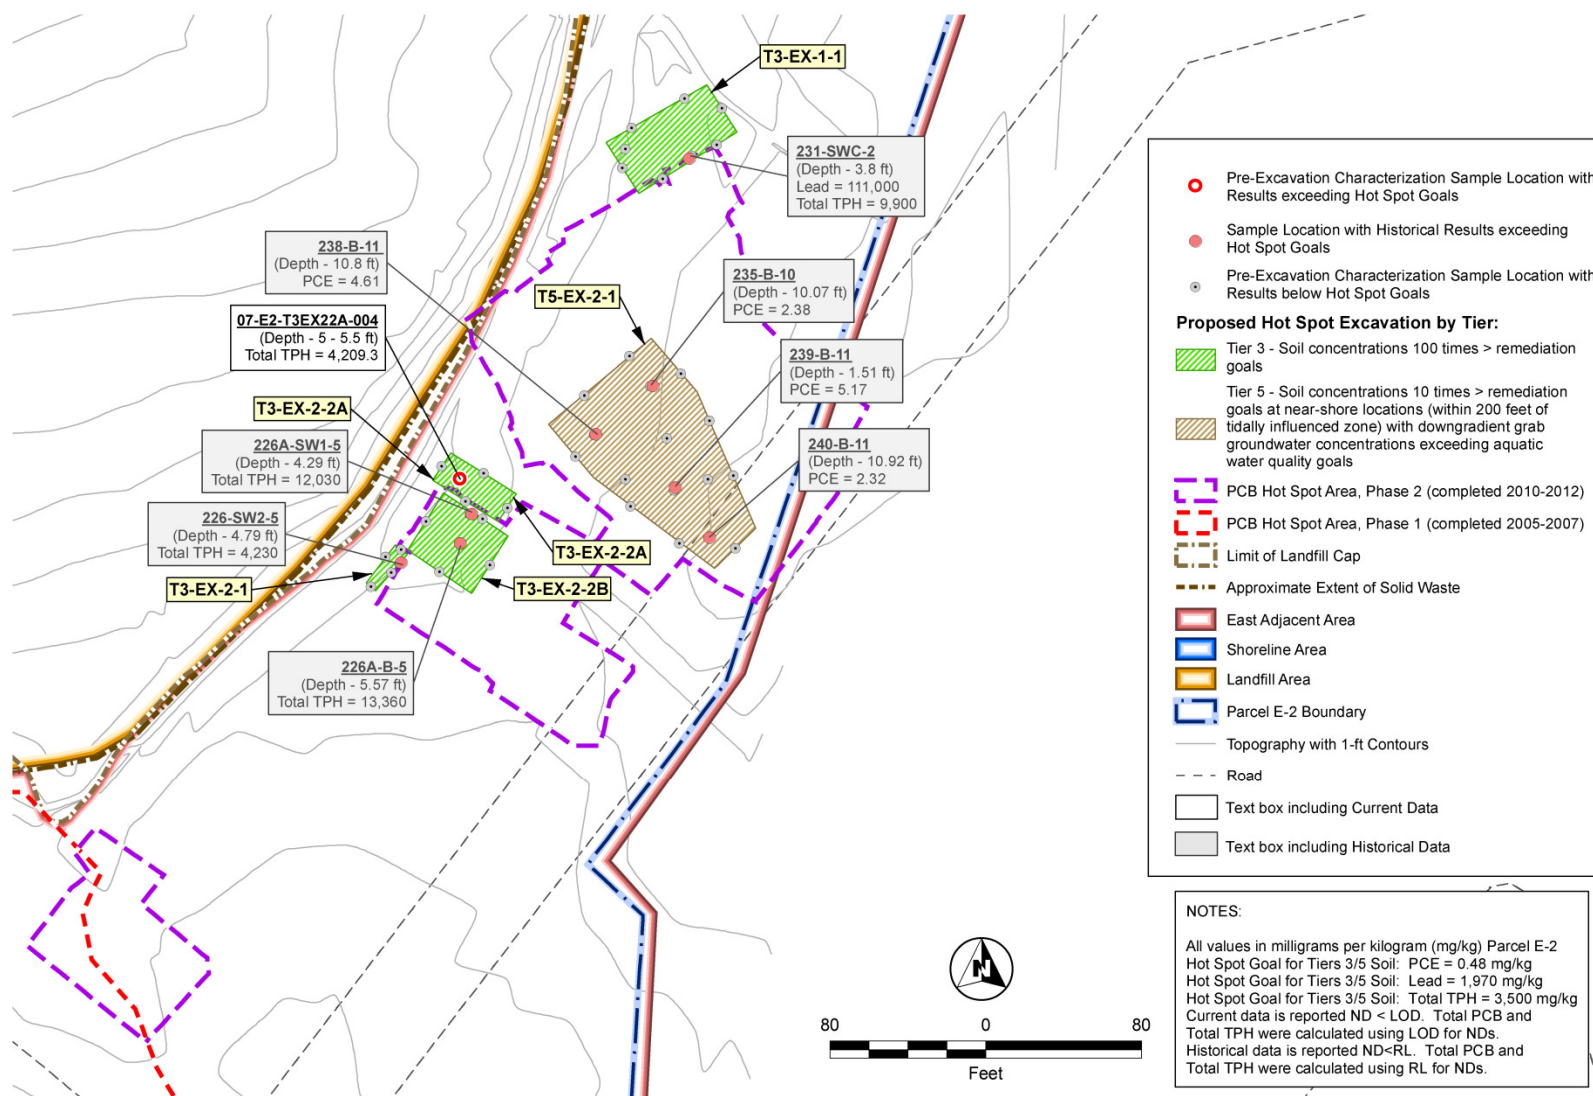 T3-EX-1-1
231-SWC-2
(Depth - 3.8 ft)
Lead = 111,000
Total TPH = 9,900
238-B-11
(Depth - 10.8 ft)
PCE = 4.61
235-B-10
(Depth - 10.07 ft)
PCE = 2.38
T5-EX-2-1
07-E2-T3EX22A-004
(Depth - 5 - 5.5 ft)
Total TPH = 4,209.3
239-B-11
(Depth - 1.51 ft)
PCE = 5.17
T3-EX-2-2A
226A-SW1-5
(Depth - 4.29 ft)
Total TPH = 12,030
240-B-11
(Depth - 10.92 ft)
PCE = 2.32
226-SW2-5
(Depth - 4.79 ft)
Total TPH = 4,230
T3-EX-2-2A
T3-EX-2-1
T3-EX-2-2B
226A-B-5
(Depth - 5.57 ft)
Total TPH = 13,360
Pre-Excavation Characterization Sample Location with
Results exceeding Hot Spot Goals
Sample Location with Historical Results exceeding
Hot Spot Goals
Pre-Excavation Characterization Sample Location with
Results below Hot Spot Goals
Proposed Hot Spot Excavation by Tier:
Tier 3 - Soil concentrations 100 times > remediation
goals
Tier 5 - Soil concentrations 10 times > remediation
goals at near-shore locations (within 200 feet of
tidally influenced zone) with downgradient grab
groundwater concentrations exceeding aquatic
water quality goals
PCB Hot Spot Area, Phase 2 (completed 2010-2012)
PCB Hot Spot Area, Phase 1 (completed 2005-2007)
Limit of Landfill Cap
Approximate Extent of Solid Waste
East Adjacent Area
Shoreline Area
Landfill Area
Parcel E-2 Boundary
Topography with 1-ft Contours
Road
Text box including Current Data
Text box including Historical Data
NOTES:
All values in milligrams per kilogram (mg/kg) Parcel E-2
Hot Spot Goal for Tiers 3/5 Soil: PCE = 0.48 mg/kg
Hot Spot Goal for Tiers 3/5 Soil: Lead = 1,970 mg/kg
Hot Spot Goal for Tiers 3/5 Soil: Total TPH = 3,500 mg/kg
Current data is reported ND < LOD. Total PCB and
Total TPH were calculated using LOD for NDs.
Historical data is reported ND<RL. Total PCB and
Total TPH were calculated using RL for NDs.
N
80 0 80
Feet